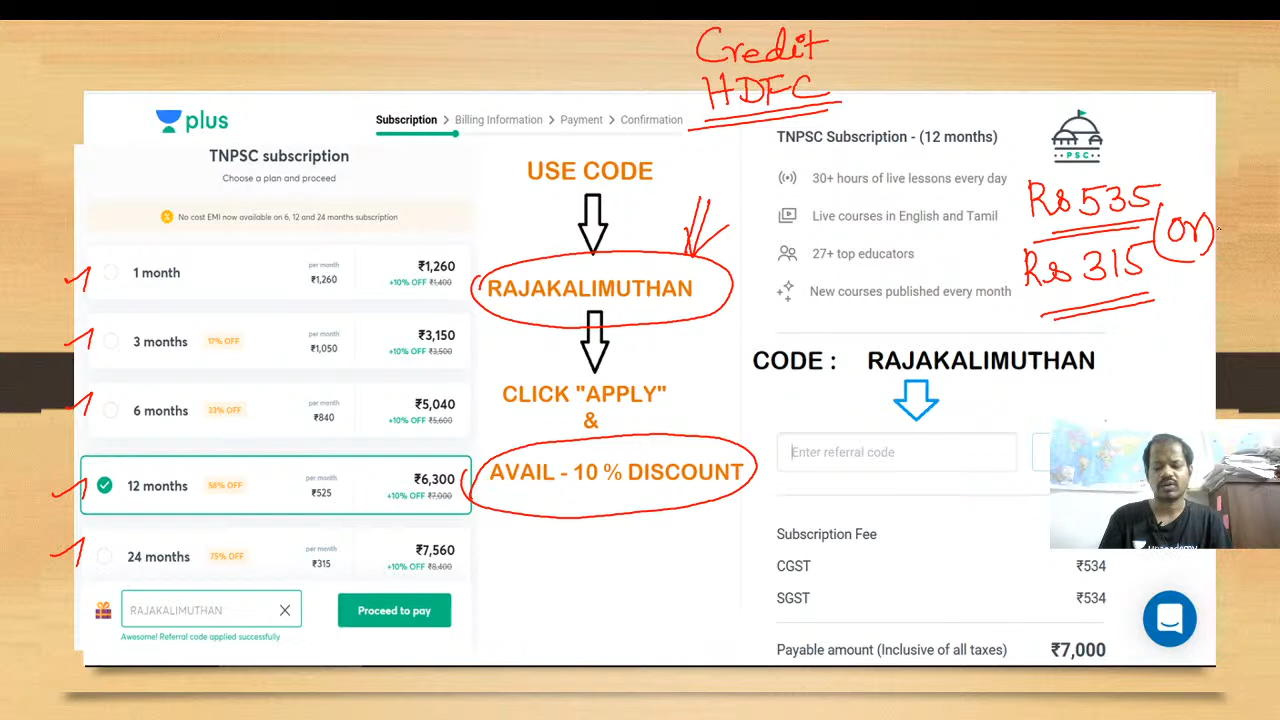 Credit
HDFC
plus
Subscription > Billing Information > Payment > Confirmation
TNPSC subscription
Choose a plan and proceed
No cost EMI now available on 6, 12 and 24 months subscription
1 month
per month
₹1,260
₹1,260
+10% OFF ₹1,400
3 months 17% OFF
per month
₹1,050
₹3,150
+10% OFF ₹3,500
6 months 33% OFF
per month
₹840
₹5,040
+10% OFF ₹5,600
12 months 58% OFF
per month
₹525
₹6,300
+10% OFF ₹7,000
24 months 75% OFF
per month
₹315
₹7,560
+10% OFF ₹8,400
RAJAKALIMUTHAN
Proceed to pay
Awesome! Referral code applied successfully
USE CODE
RAJAKALIMUTHAN
CLICK "APPLY"
&
AVAIL - 10 % DISCOUNT
TNPSC Subscription - (12 months)
PSC
30+ hours of live lessons every day
Live courses in English and Tamil
27+ top educators
New courses published every month
Rs 535
(or)
Rs 315
CODE : RAJAKALIMUTHAN
Enter referral code
Subscription Fee
CGST ₹534
SGST ₹534
Payable amount (Inclusive of all taxes) ₹7,000